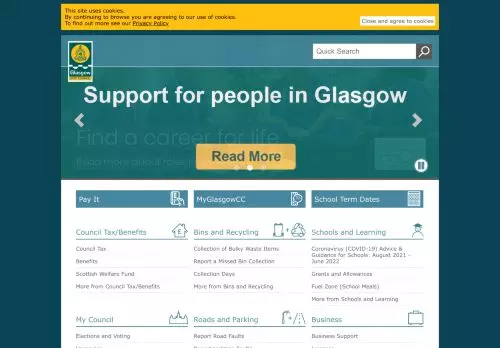 This site uses cookies.
By continuing to browse you are agreeing to our use of cookies.
To find out more see our Privacy Policy
Close and agree to cookies
Quick Search
Glasgow
Support for people in Glasgow
Find a career for life
Read more about roles
Read More
Pay It
MyGlasgowCC
School Term Dates
Council Tax/Benefits
Bins and Recycling
Schools and Learning
Council Tax
Collection of Bulky Waste Items
Coronavirus (COVID-19) Advice &
Guidance for Schools: August 2021 -
June 2022
Benefits
Report a Missed Bin Collection
Scottish Welfare Fund
Collection Days
Grants and Allowances
More from Council Tax/Benefits
More from Bins and Recycling
Fuel Zone (School Meals)
More from Schools and Learning
My Council
Roads and Parking
Business
Elections and Voting
Report Road Faults
Business Support